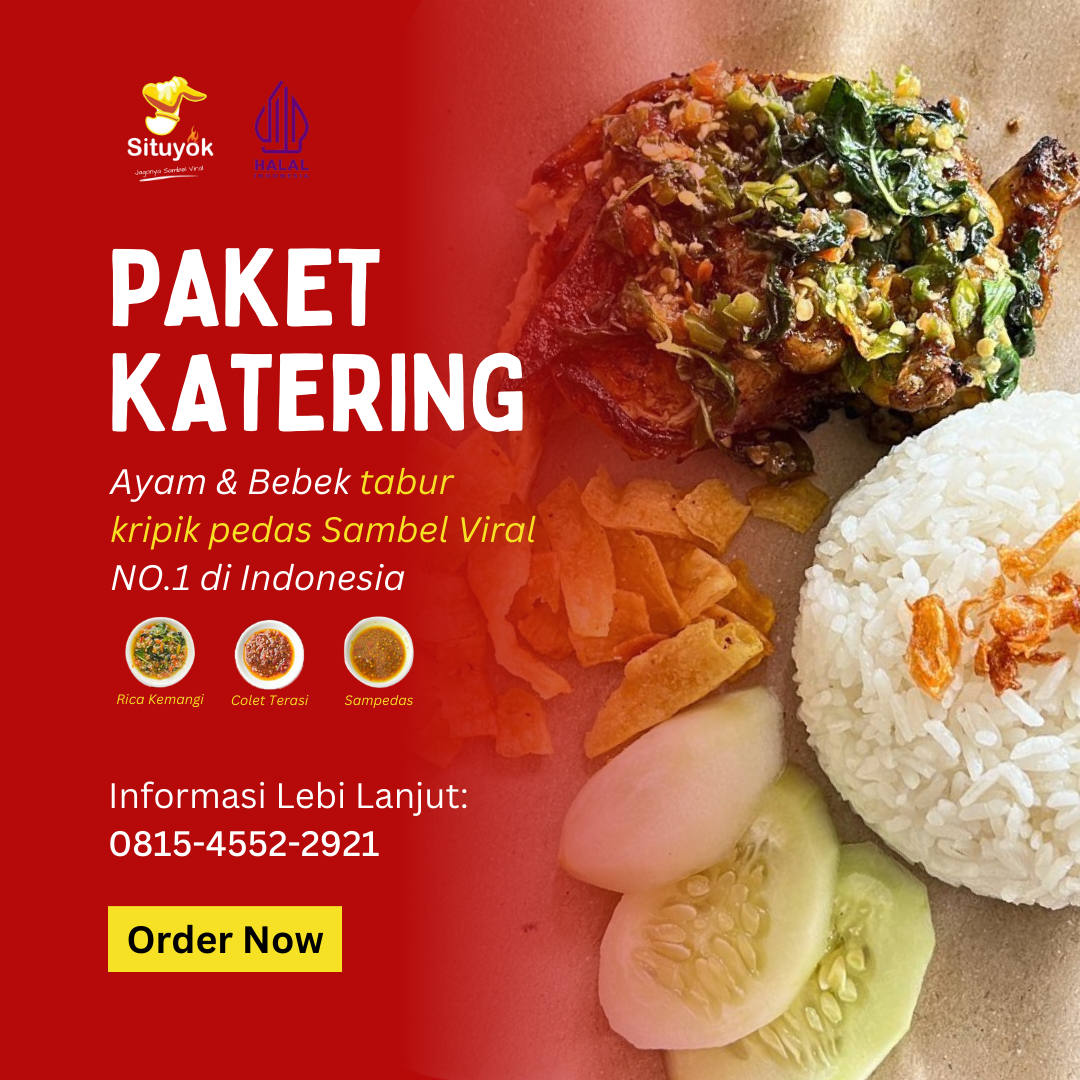 Situyok
Jagonya Sambel Viral
HALAL
INDONESIA
PAKET
KATERING
Ayam & Bebek tabur
kripik pedas Sambel Viral
NO.1 di Indonesia
Rica Kemangi
Colet Terasi
Sampedas
Informasi Lebi Lanjut:
0815-4552-2921
Order Now